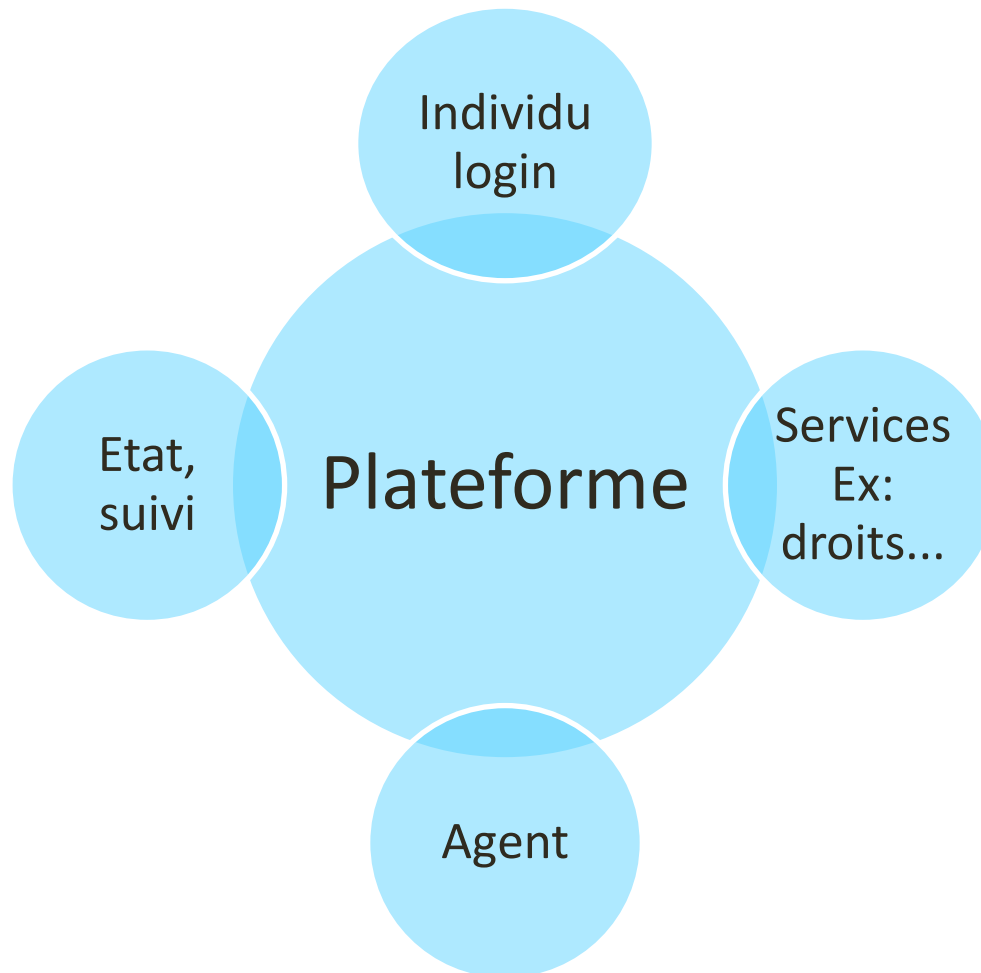 Individu
login
Etat,
suivi
Plateforme
Services
Ex:
droits...
Agent